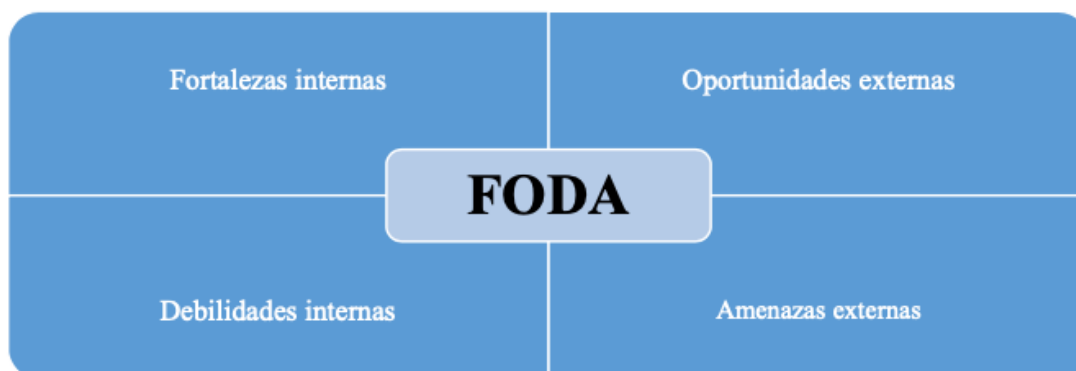 Fortalezas internas
Oportunidades externas
FODA
Debilidades internas
Amenazas externas